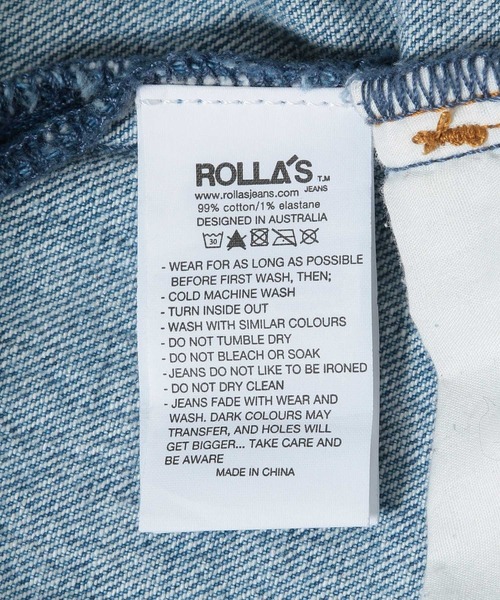 ROLLA'S T.M
www.rollasjeans.com JEANS
99% cotton/1% elastane
DESIGNED IN AUSTRALIA
30
- WEAR FOR AS LONG AS POSSIBLE
BEFORE FIRST WASH, THEN;
- COLD MACHINE WASH
- TURN INSIDE OUT
- WASH WITH SIMILAR COLOURS
- DO NOT TUMBLE DRY
- DO NOT BLEACH OR SOAK
- JEANS DO NOT LIKE TO BE IRONED
- DO NOT DRY CLEAN
- JEANS FADE WITH WEAR AND
WASH. DARK COLOURS MAY
TRANSFER, AND HOLES WILL
GET BIGGER... TAKE CARE AND
BE AWARE
MADE IN CHINA